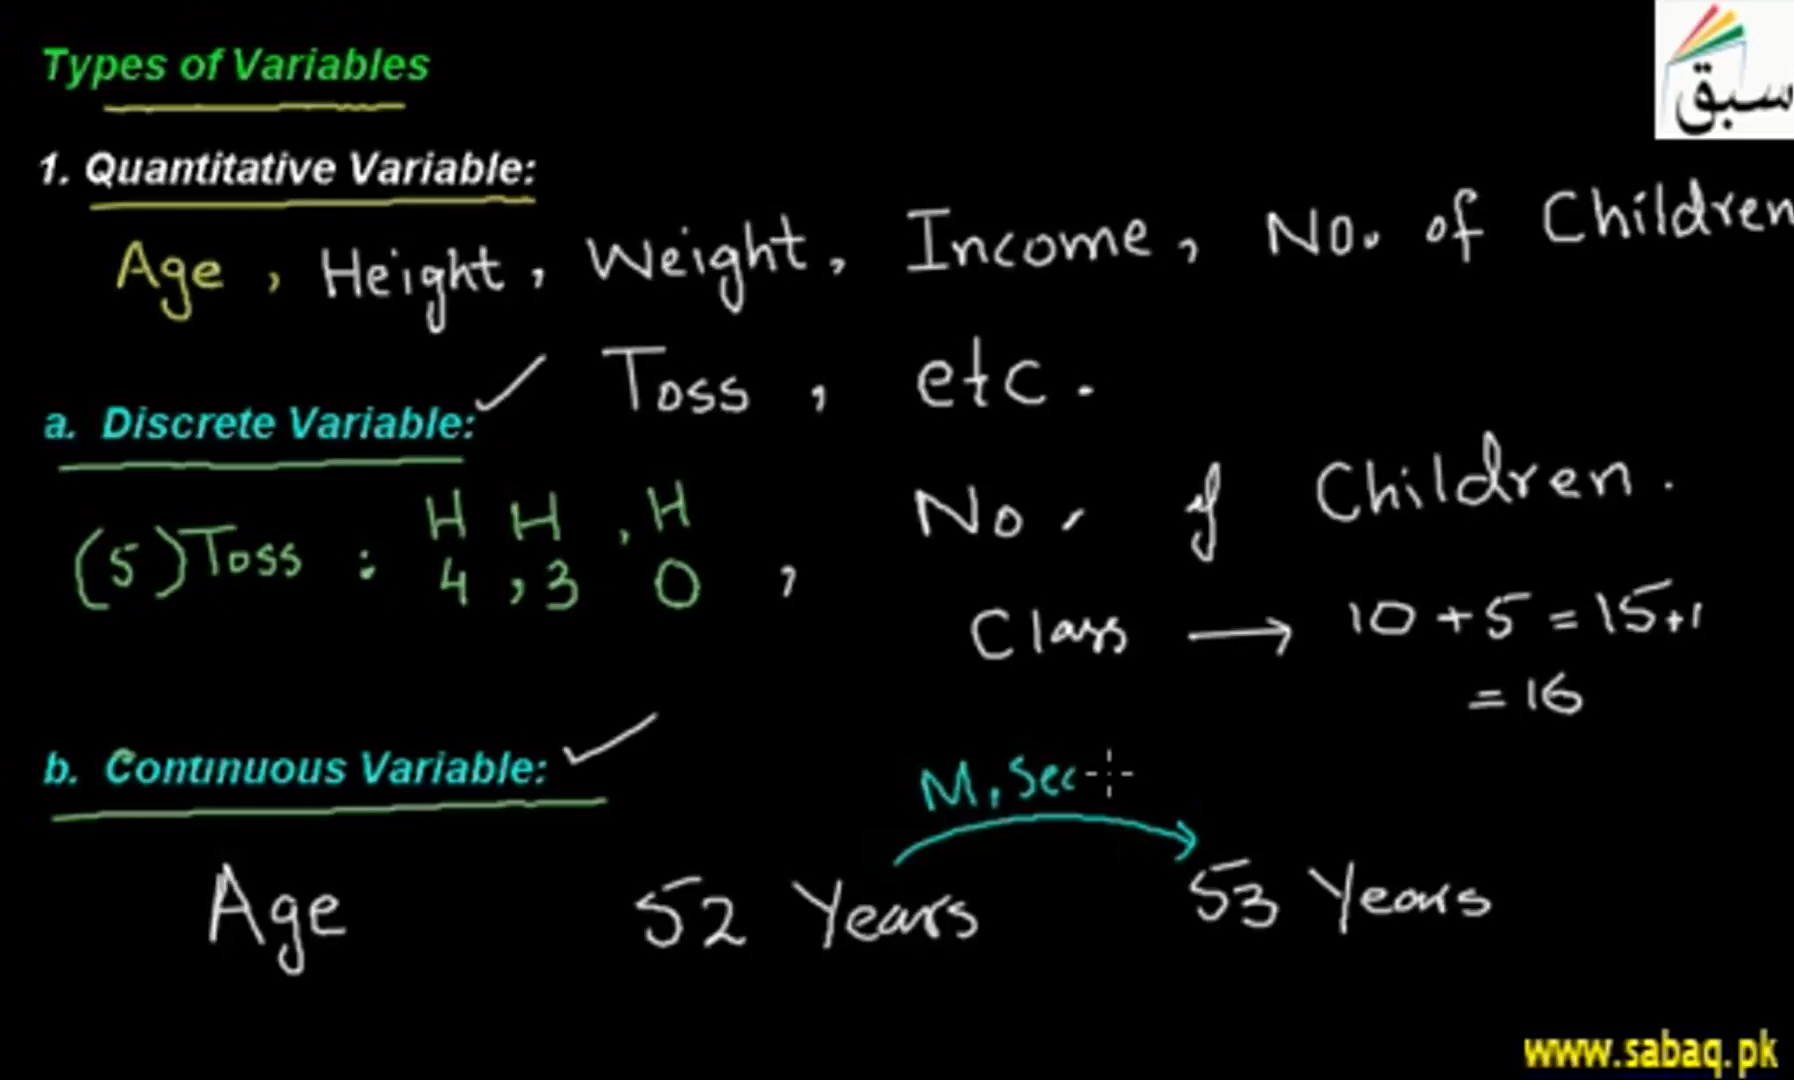 سبق
Types of Variables
1. Quantitative Variable:
Age, Height, Weight, Income, No. of Children
Toss, etc.
a. Discrete Variable:
H H, H
(5) Toss : 4, 3 0, No. of Children.
Class → 10 + 5 = 15+1
= 16
b. Continuous Variable:
M, Sec
Age 52 Years 53 Years
www.sabaq.pk